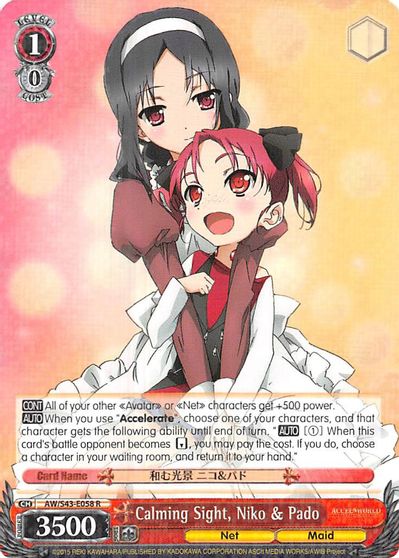 LEVEL
1
0
COST
CONT All of your other «Avatar» or «Net» characters get +500 power.
AUTO When you use "Accelerate", choose one of your characters, and that
character gets the following ability until end of turn. "AUTO [①] When this
card's battle opponent becomes [▾], you may pay the cost. If you do, choose
a character in your waiting room, and return it to your hand."
Card Name 和む光景 ニコ&パド
CH AW/S43-E058 R
POWER 3500
Calming Sight, Niko & Pado
ACCEL WORLD
Net Maid
©2015 REKI KAWAHARA/PUBLISHED BY KADOKAWA CORPORATION ASCII MEDIA WORKS/AWIB Project